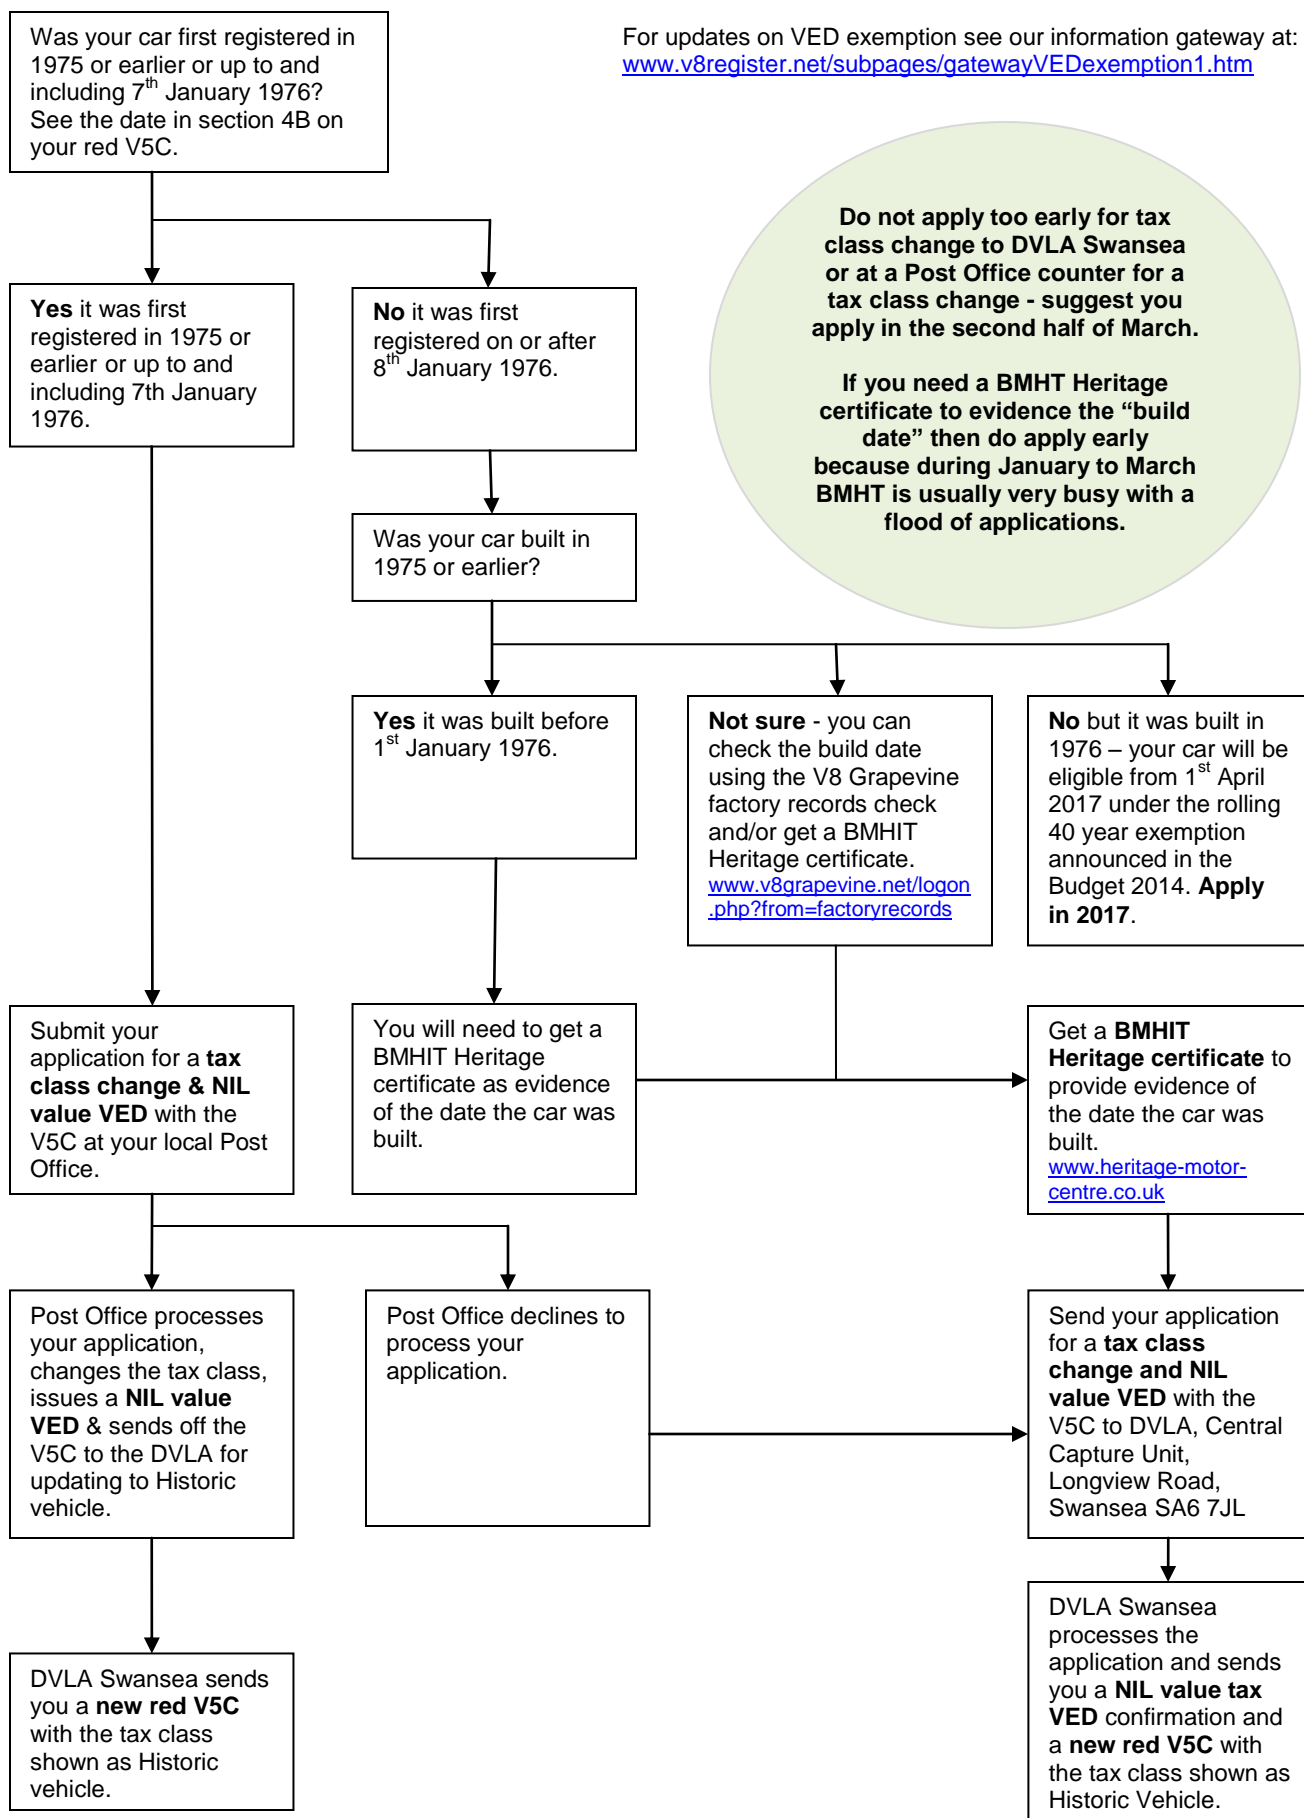 Was your car first registered in
1975 or earlier or up to and
including 7th January 1976?
See the date in section 4B on
your red V5C.
For updates on VED exemption see our information gateway at:
www.v8register.net/subpages/gatewayVEDexemption1.htm
Do not apply too early for tax
class change to DVLA Swansea
or at a Post Office counter for a
tax class change - suggest you
apply in the second half of March.
If you need a BMHT Heritage
certificate to evidence the “build
date” then do apply early
because during January to March
BMHT is usually very busy with a
flood of applications.
Yes it was first
registered in 1975 or
earlier or up to and
including 7th January
1976.
No it was first
registered on or after
8th January 1976.
Was your car built in
1975 or earlier?
Yes it was built before
1st January 1976.
Not sure - you can
check the build date
using the V8 Grapevine
factory records check
and/or get a BMHIT
Heritage certificate.
www.v8grapevine.net/logon
.php?from=factoryrecords
No but it was built in
1976 – your car will be
eligible from 1st April
2017 under the rolling
40 year exemption
announced in the
Budget 2014. Apply
in 2017.
Submit your
application for a tax
class change & NIL
value VED with the
V5C at your local Post
Office.
You will need to get a
BMHIT Heritage
certificate as evidence
of the date the car was
built.
Get a BMHIT
Heritage certificate to
provide evidence of
the date the car was
built.
www.heritage-motor-
centre.co.uk
Post Office processes
your application,
changes the tax class,
issues a NIL value
VED & sends off the
V5C to the DVLA for
updating to Historic
vehicle.
Post Office declines to
process your
application.
Send your application
for a tax class
change and NIL
value VED with the
V5C to DVLA, Central
Capture Unit,
Longview Road,
Swansea SA6 7JL
DVLA Swansea sends
you a new red V5C
with the tax class
shown as Historic
vehicle.
DVLA Swansea
processes the
application and sends
you a NIL value tax
VED confirmation and
a new red V5C with
the tax class shown as
Historic Vehicle.